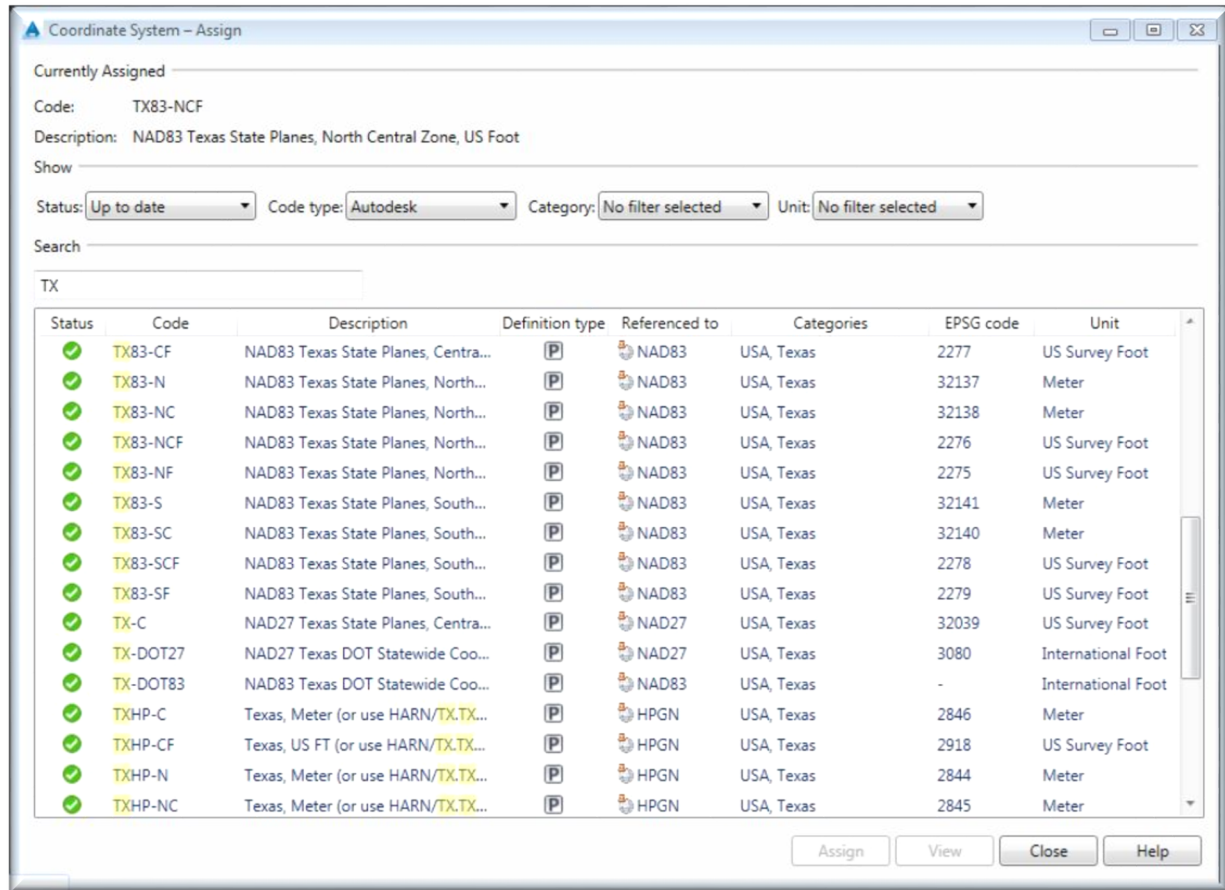 Coordinate System – Assign
Currently Assigned
Code: TX83-NCF
Description: NAD83 Texas State Planes, North Central Zone, US Foot
Show
Status: Up to date Code type: Autodesk Category: No filter selected Unit: No filter selected
Search
TX
Status Code Description Definition type Referenced to Categories EPSG code Unit
TX83-CF NAD83 Texas State Planes, Centra... P NAD83 USA, Texas 2277 US Survey Foot
TX83-N NAD83 Texas State Planes, North... P NAD83 USA, Texas 32137 Meter
TX83-NC NAD83 Texas State Planes, North... P NAD83 USA, Texas 32138 Meter
TX83-NCF NAD83 Texas State Planes, North... P NAD83 USA, Texas 2276 US Survey Foot
TX83-NF NAD83 Texas State Planes, North... P NAD83 USA, Texas 2275 US Survey Foot
TX83-S NAD83 Texas State Planes, South... P NAD83 USA, Texas 32141 Meter
TX83-SC NAD83 Texas State Planes, South... P NAD83 USA, Texas 32140 Meter
TX83-SCF NAD83 Texas State Planes, South... P NAD83 USA, Texas 2278 US Survey Foot
TX83-SF NAD83 Texas State Planes, South... P NAD83 USA, Texas 2279 US Survey Foot
TX-C NAD27 Texas State Planes, Centra... P NAD27 USA, Texas 32039 US Survey Foot
TX-DOT27 NAD27 Texas DOT Statewide Coo... P NAD27 USA, Texas 3080 International Foot
TX-DOT83 NAD83 Texas DOT Statewide Coo... P NAD83 USA, Texas - International Foot
TXHP-C Texas, Meter (or use HARN/TX.TX... P HPGN USA, Texas 2846 Meter
TXHP-CF Texas, US FT (or use HARN/TX.TX... P HPGN USA, Texas 2918 US Survey Foot
TXHP-N Texas, Meter (or use HARN/TX.TX... P HPGN USA, Texas 2844 Meter
TXHP-NC Texas, Meter (or use HARN/TX.TX... P HPGN USA, Texas 2845 Meter
Assign View Close Help